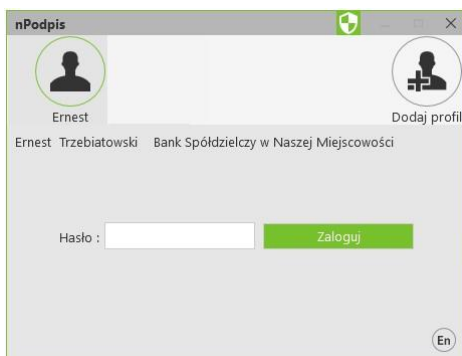 nPodpis
Ernest
Dodaj profil
Ernest Trzebiatowski Bank Spółdzielczy w Naszej Miejscowości
Hasło :
Zaloguj
En